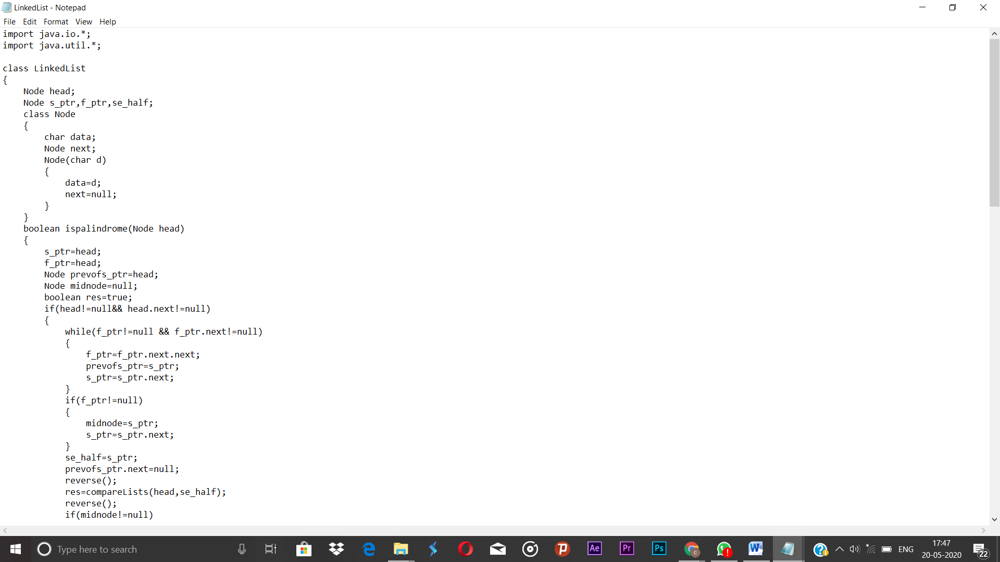 LinkedList - Notepad
File Edit Format View Help
import java.io.*;
import java.util.*;

class LinkedList
{
    Node head;
    Node s_ptr,f_ptr,se_half;
    class Node
    {
        char data;
        Node next;
        Node(char d)
        {
            data=d;
            next=null;
        }
    }
    boolean ispalindrome(Node head)
    {
        s_ptr=head;
        f_ptr=head;
        Node prevofs_ptr=head;
        Node midnode=null;
        boolean res=true;
        if(head!=null&& head.next!=null)
        {
            while(f_ptr!=null && f_ptr.next!=null)
            {
                f_ptr=f_ptr.next.next;
                prevofs_ptr=s_ptr;
                s_ptr=s_ptr.next;
            }
            if(f_ptr!=null)
            {
                midnode=s_ptr;
                s_ptr=s_ptr.next;
            }
            se_half=s_ptr;
            prevofs_ptr.next=null;
            reverse();
            res=compareLists(head,se_half);
            reverse();
            if(midnode!=null)
Type here to search
Ae Pr Ps
ENG
17:47
20-05-2020
22